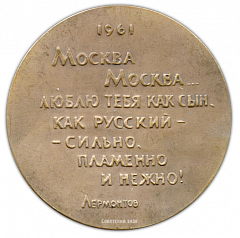 1961
МОСКВА
МОСКВА...
ЛЮБЛЮ ТЕБЯ КАК СЫН,
КАК РУССКИЙ -
- СИЛЬНО,
ПЛАМЕННО
И НЕЖНО!
ЛЕРМОНТОВ